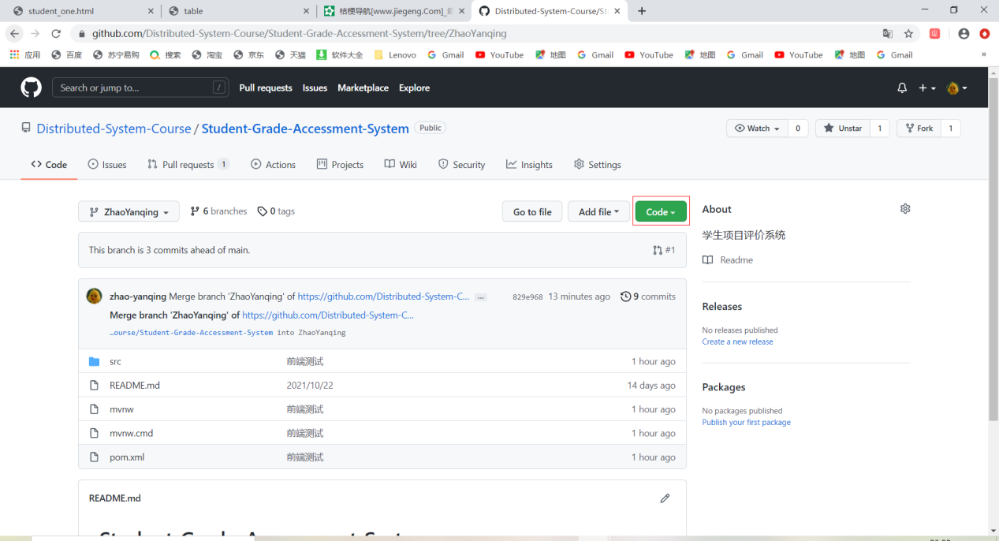 student_one.html
table
桔梗导航[www.jiegeng.Com]_
Distributed-System-Course/St
github.com/Distributed-System-Course/Student-Grade-Accessment-System/tree/ZhaoYanqing
应用 百度 苏宁易购 搜索 淘宝 京东 天猫 软件大全 Lenovo Gmail YouTube 地图 Gmail YouTube 地图 Gmail YouTube 地图 Gmail »
Search or jump to... / Pull requests Issues Marketplace Explore
Distributed-System-Course / Student-Grade-Accessment-System Public
Watch 0 Unstar 1 Fork 1
Code Issues Pull requests 1 Actions Projects Wiki Security Insights Settings
ZhaoYanqing 6 branches 0 tags Go to file Add file Code
This branch is 3 commits ahead of main. #1
zhao-yanqing Merge branch 'ZhaoYanqing' of https://github.com/Distributed-System-C... ... 829e968 13 minutes ago 9 commits
Merge branch 'ZhaoYanqing' of https://github.com/Distributed-System-C...
…ourse/Student-Grade-Accessment-System into ZhaoYanqing
src 前端测试 1 hour ago
README.md 2021/10/22 14 days ago
mvnw 前端测试 1 hour ago
mvnw.cmd 前端测试 1 hour ago
pom.xml 前端测试 1 hour ago
README.md
About
学生项目评价系统
Readme
Releases
No releases published
Create a new release
Packages
No packages published
Publish your first package